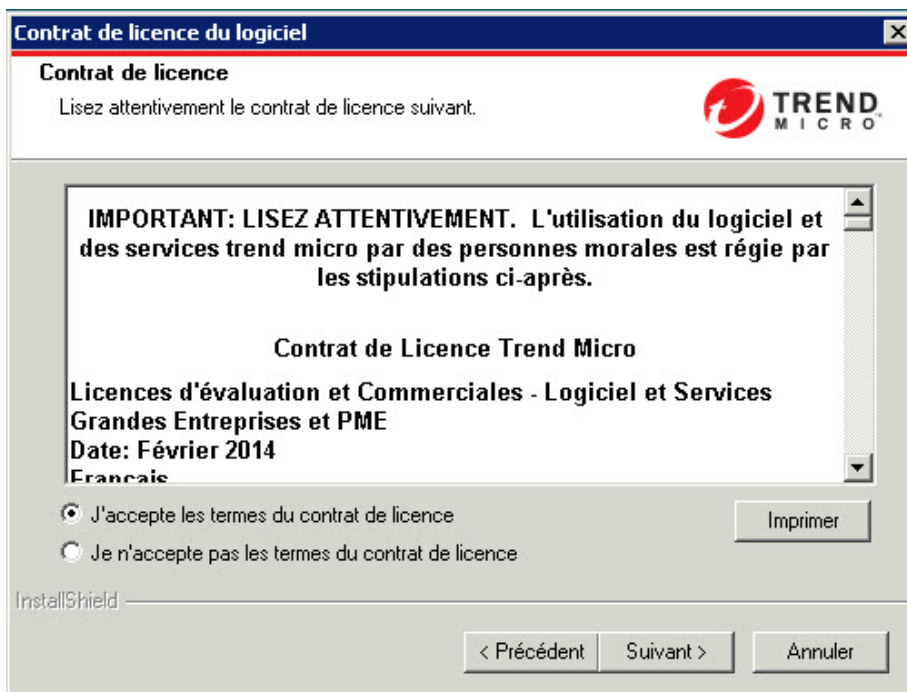 Contrat de licence du logiciel
Contrat de licence
Lisez attentivement le contrat de licence suivant.
TREND
MICRO
IMPORTANT: LISEZ ATTENTIVEMENT. L'utilisation du logiciel et
des services trend micro par des personnes morales est régie par
les stipulations ci-après.
Contrat de Licence Trend Micro
Licences d'évaluation et Commerciales - Logiciel et Services
Grandes Entreprises et PME
Date: Février 2014
Français
J'accepte les termes du contrat de licence
Imprimer
Je n'accepte pas les termes du contrat de licence
InstallShield
< Précédent
Suivant >
Annuler